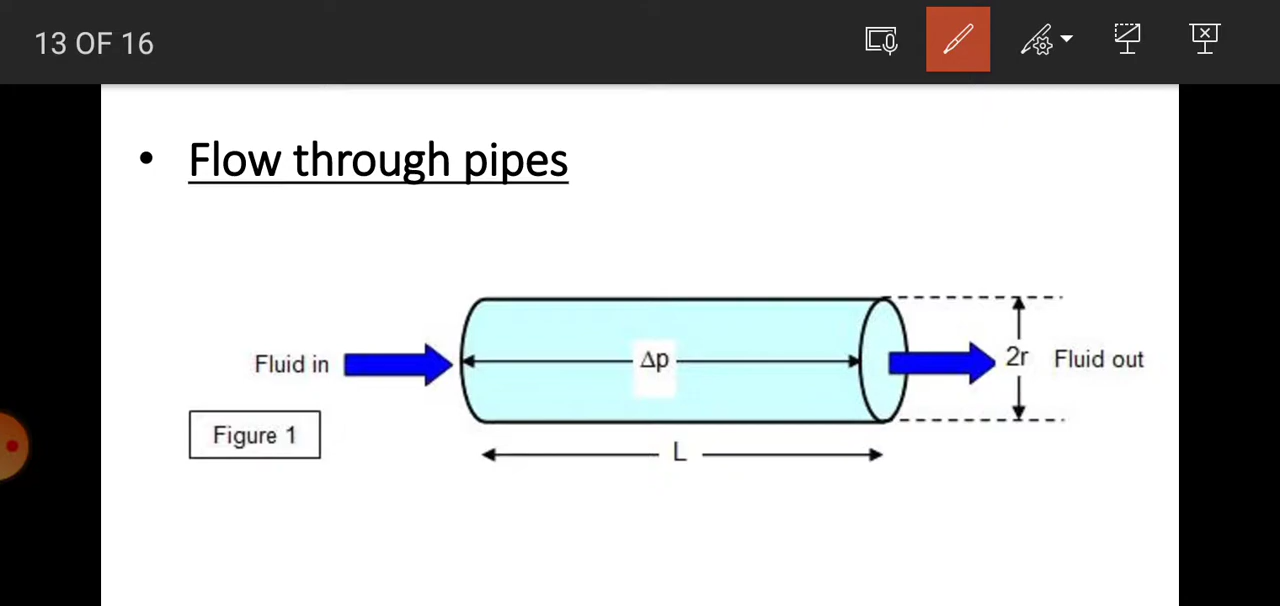 13 OF 16
• Flow through pipes
Fluid in
Δp
2r
Fluid out
Figure 1
L